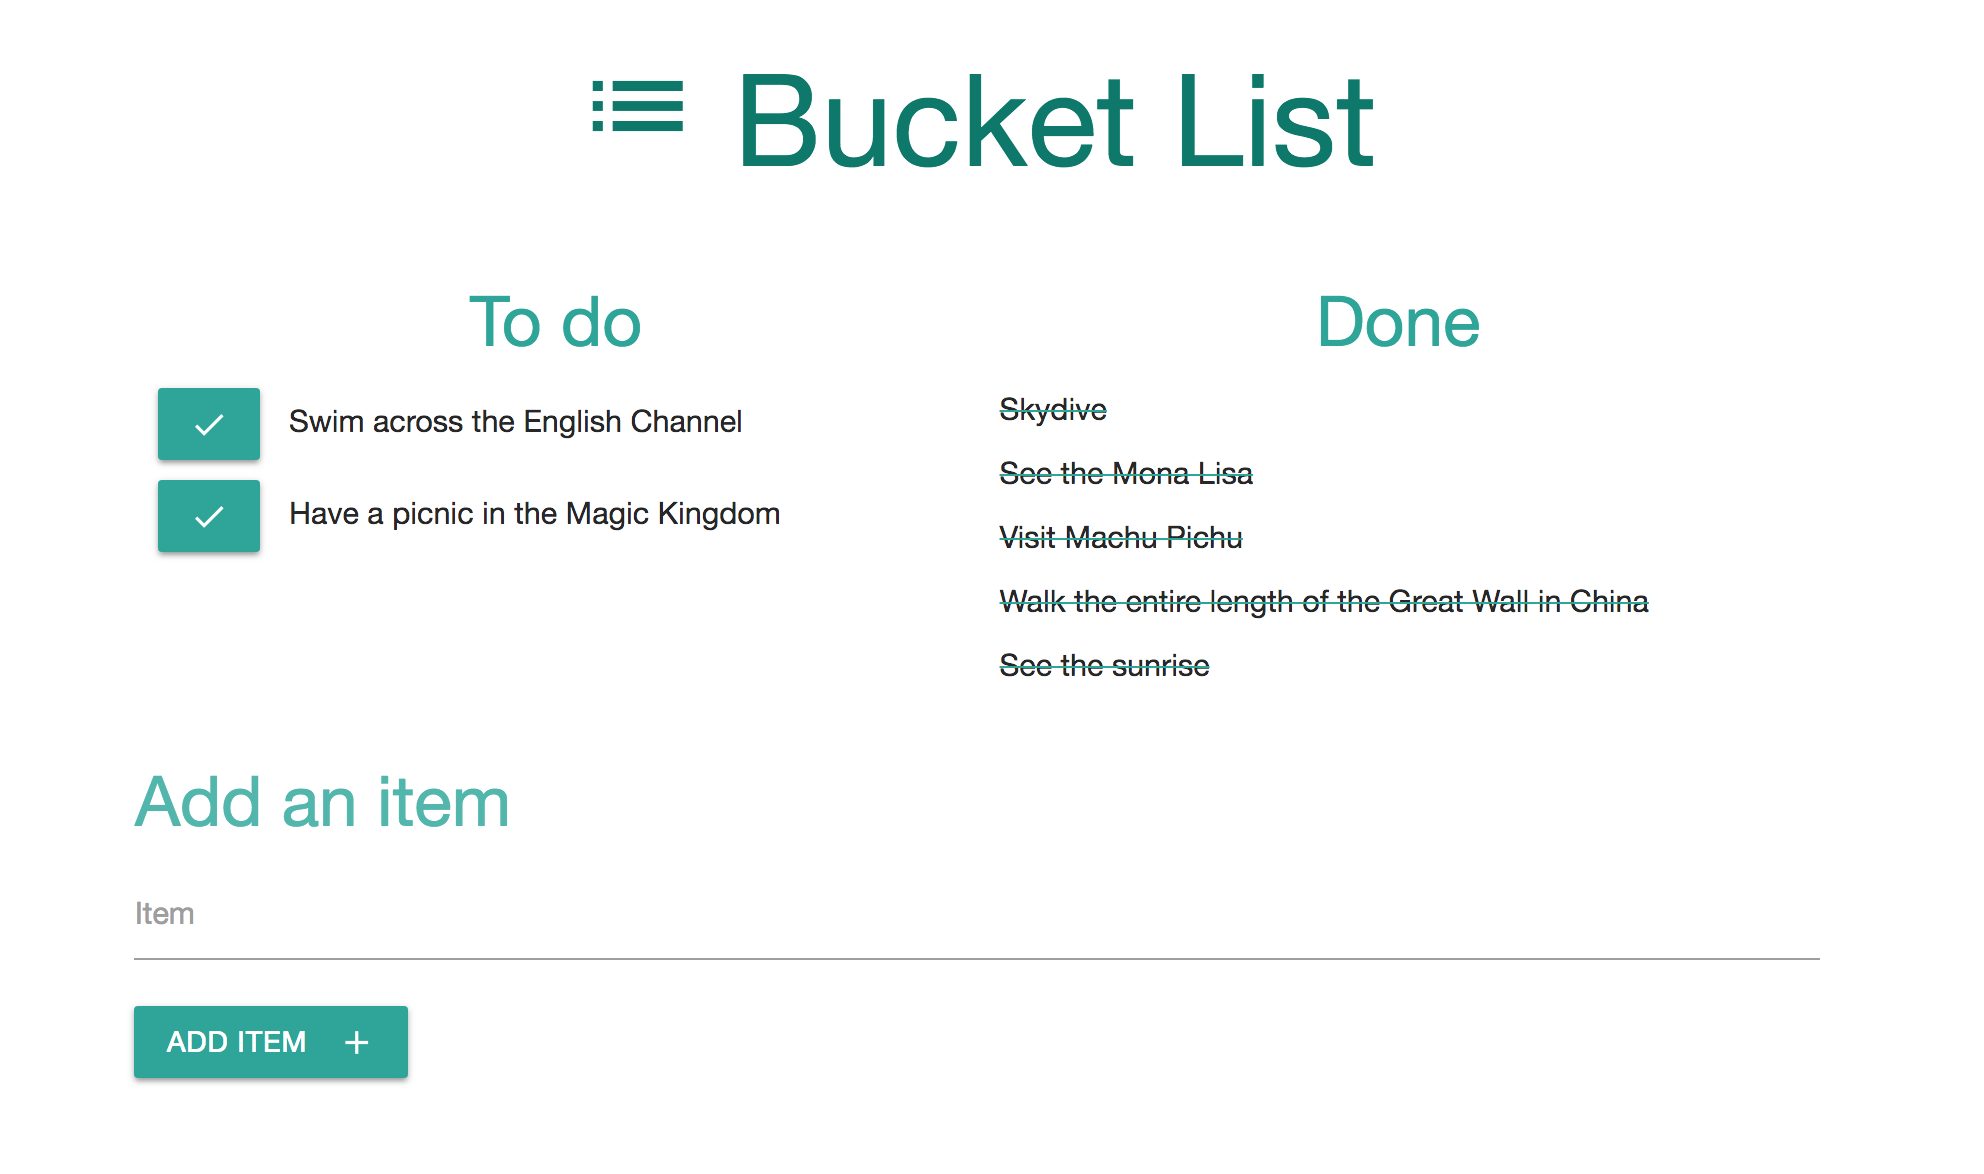 Bucket List
To do
Swim across the English Channel
Have a picnic in the Magic Kingdom
Done
Skydive
See the Mona Lisa
Visit Machu Pichu
Walk the entire length of the Great Wall in China
See the sunrise
Add an item
Item
ADD ITEM +